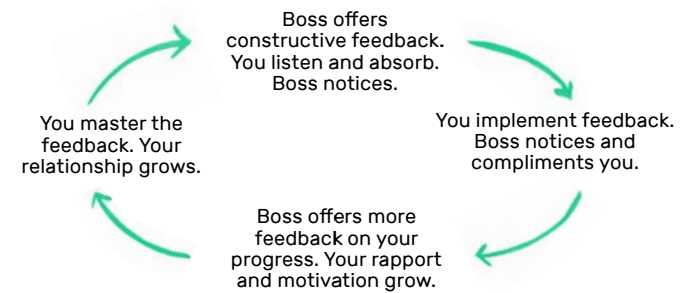 Boss offers
constructive feedback.
You listen and absorb.
Boss notices.
You implement feedback.
Boss notices and
compliments you.
Boss offers more
feedback on your
progress. Your rapport
and motivation grow.
You master the
feedback. Your
relationship grows.